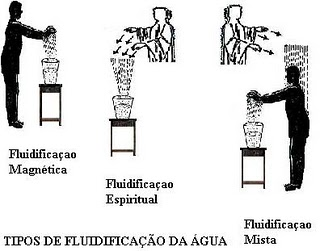 Fluidificaçao
Magnética
Fluidificaçao
Espiritual
Fluidificaçao
Mista
TIPOS DE FLUIDIFICAÇÃO DA ÁGUA